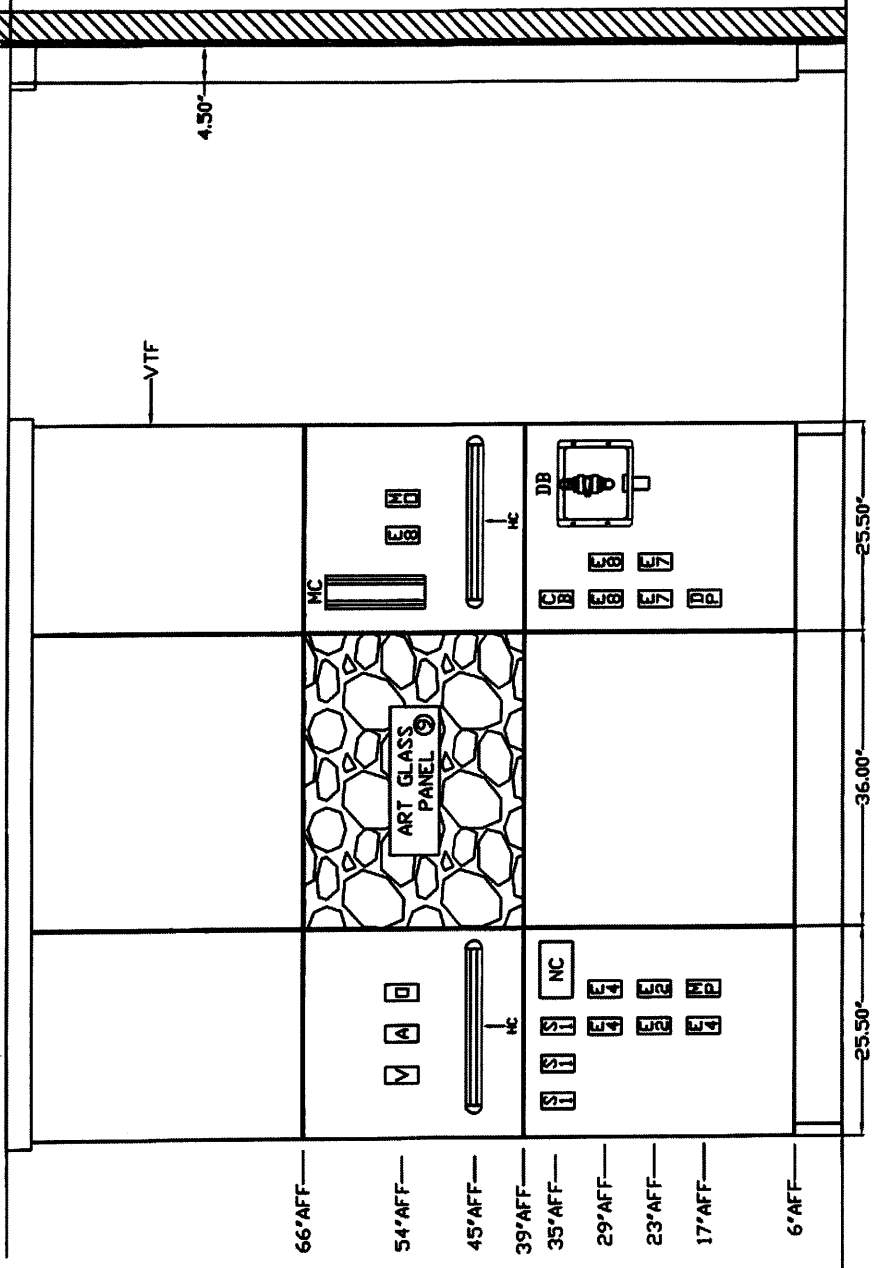 VTF
4.50"
66"AFF
MC
54"AFF
V A O
ART GLASS
PANEL 9
E8 MO
45"AFF
HC
HC
39"AFF
DB
35"AFF
S1 S1 S1 NC
CB
29"AFF
E4 E4
E8 E8
23"AFF
E2 E2
E7 E7
17"AFF
E4 MP
DP
6"AFF
25.50"
36.00"
25.50"